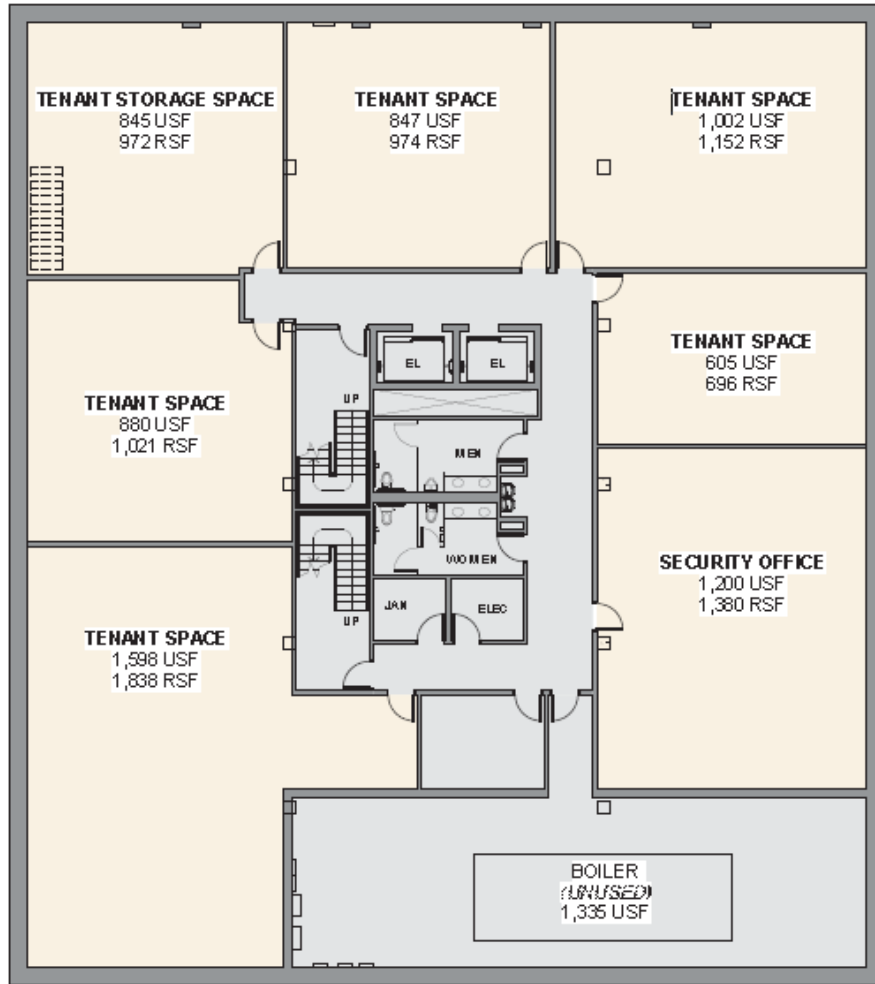 TENANT STORAGE SPACE
845 USF
972 RSF
TENANT SPACE
847 USF
974 RSF
TENANT SPACE
1,002 USF
1,152 RSF
TENANT SPACE
605 USF
696 RSF
EL
EL
TENANT SPACE
880 USF
1,021 RSF
UP
MEN
WOMEN
SECURITY OFFICE
1,200 USF
1,380 RSF
JAN
ELEC
UP
TENANT SPACE
1,598 USF
1,838 RSF
BOILER
(UNUSED)
1,335 USF